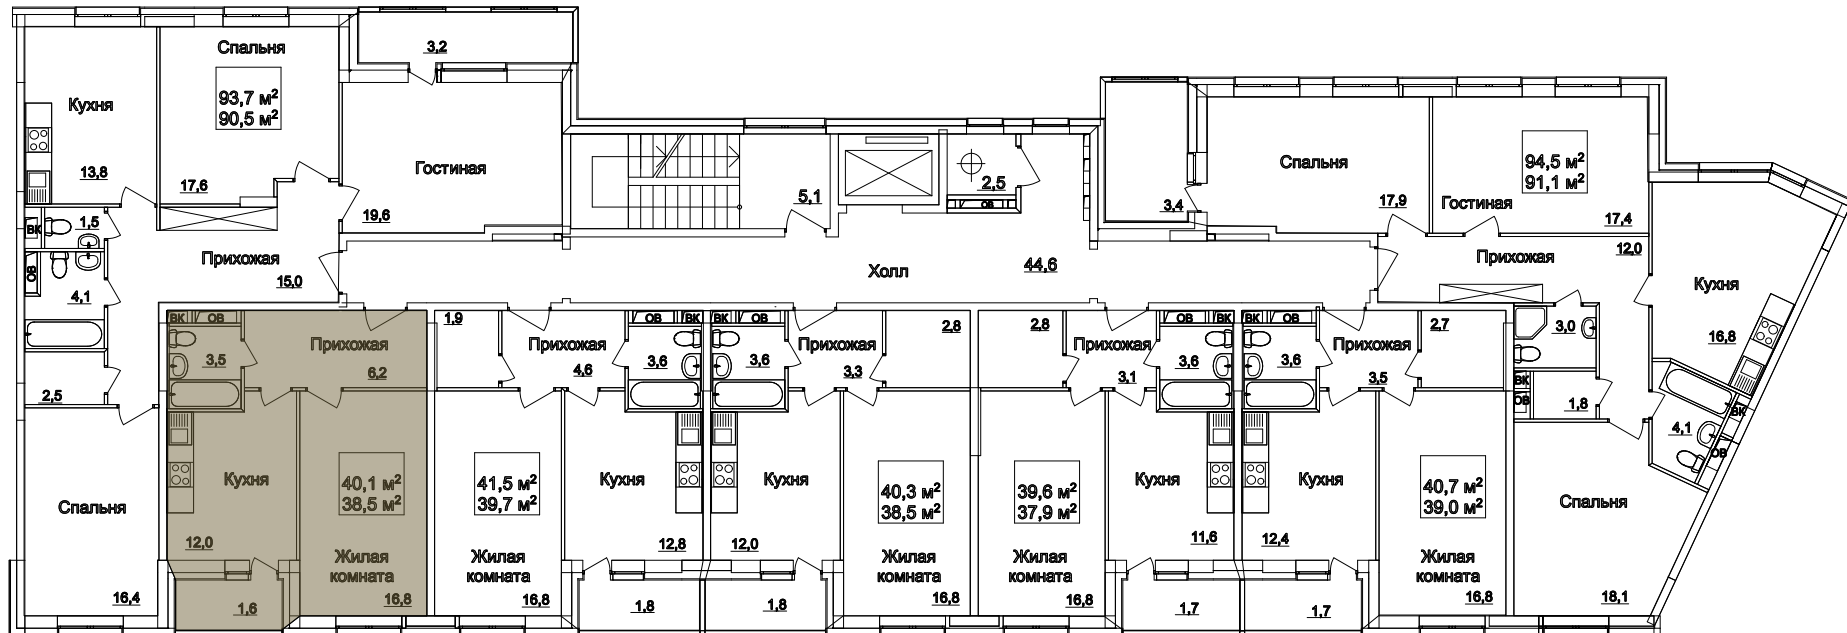 3,2
Спальня
93,7 м²
90,5 м²
Кухня
13,8
17,6
Гостиная
19,6
5,1
2,5
ОВ
3,4
Спальня
17,9
94,5 м²
91,1 м²
Гостиная
17,4
1,5
ВК
ОВ
4,1
Прихожая
15,0
Холл
44,6
Прихожая
12,0
Кухня
16,8
2,5
ВК
ОВ
3,5
Прихожая
6,2
1,9
Прихожая
4,6
ОВ
ВК
3,6
ВК
ОВ
3,6
Прихожая
3,3
2,8
2,8
Прихожая
3,1
ОВ
ВК
3,6
ВК
ОВ
3,6
Прихожая
3,5
2,7
3,0
ВК
ОВ
1,8
4,1
ВК
ОВ
Спальня
16,4
Кухня
12,0
1,6
40,1 м²
38,5 м²
Жилая
комната
16,8
41,5 м²
39,7 м²
Жилая
комната
16,8
Кухня
12,8
1,8
Кухня
12,0
1,8
40,3 м²
38,5 м²
Жилая
комната
16,8
39,6 м²
37,9 м²
Жилая
комната
16,8
Кухня
11,6
1,7
Кухня
12,4
1,7
40,7 м²
39,0 м²
Жилая
комната
16,8
Спальня
18,1